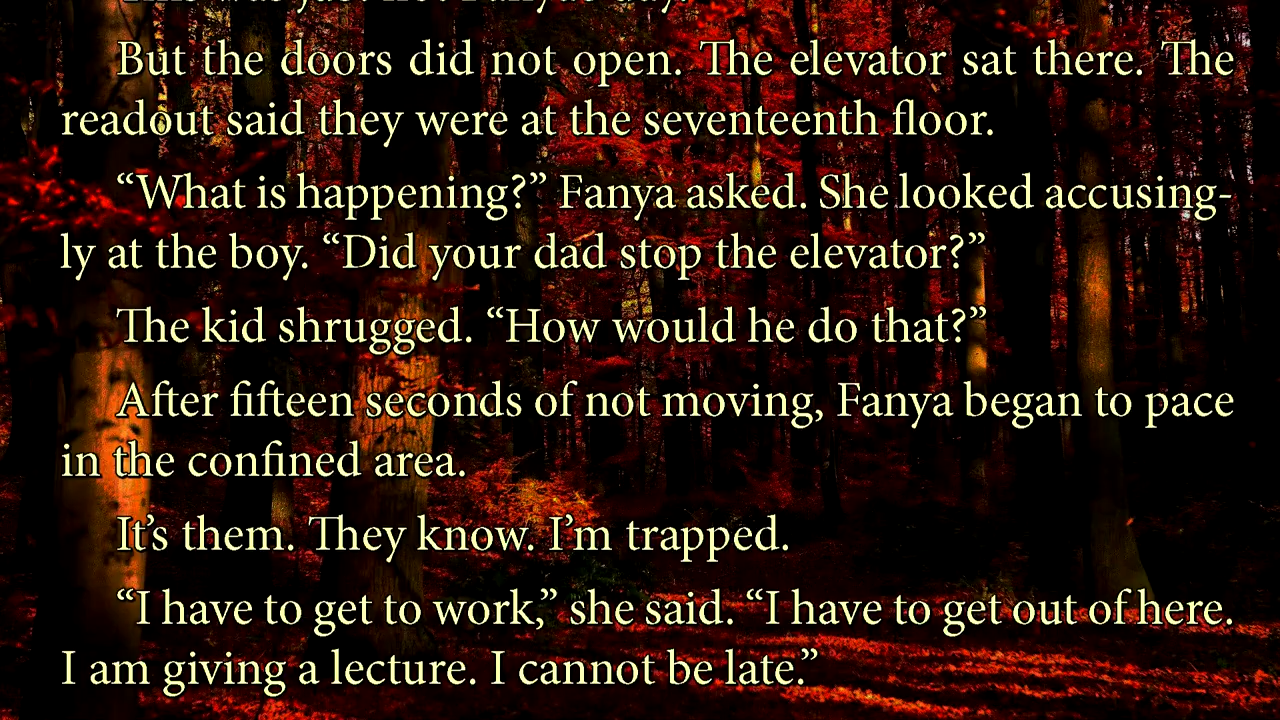 But the doors did not open. The elevator sat there. The
readout said they were at the seventeenth floor.
“What is happening?” Fanya asked. She looked accusing-
ly at the boy. “Did your dad stop the elevator?”
The kid shrugged. “How would he do that?”
After fifteen seconds of not moving, Fanya began to pace
in the confined area.
It’s them. They know. I’m trapped.
“I have to get to work,” she said. “I have to get out of here.
I am giving a lecture. I cannot be late.”